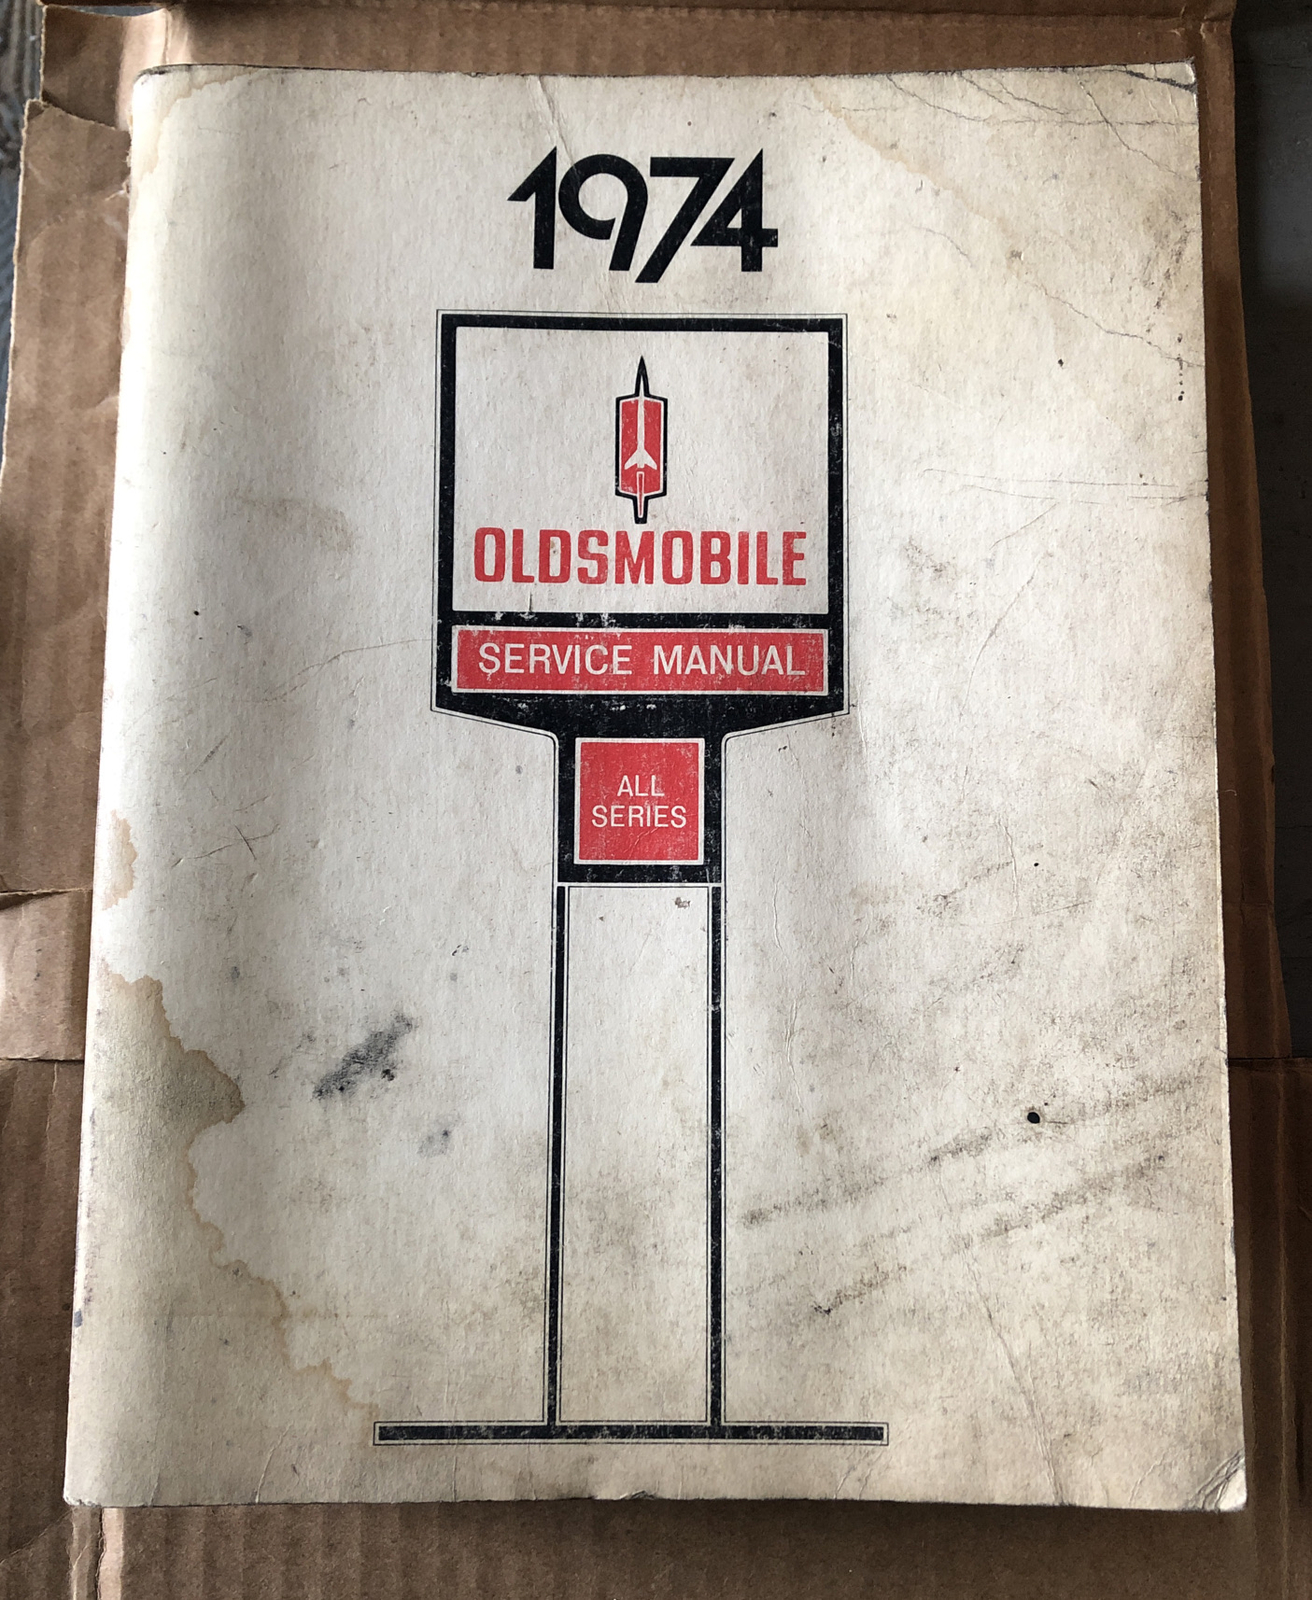 1974
OLDSMOBILE
SERVICE MANUAL
ALL
SERIES